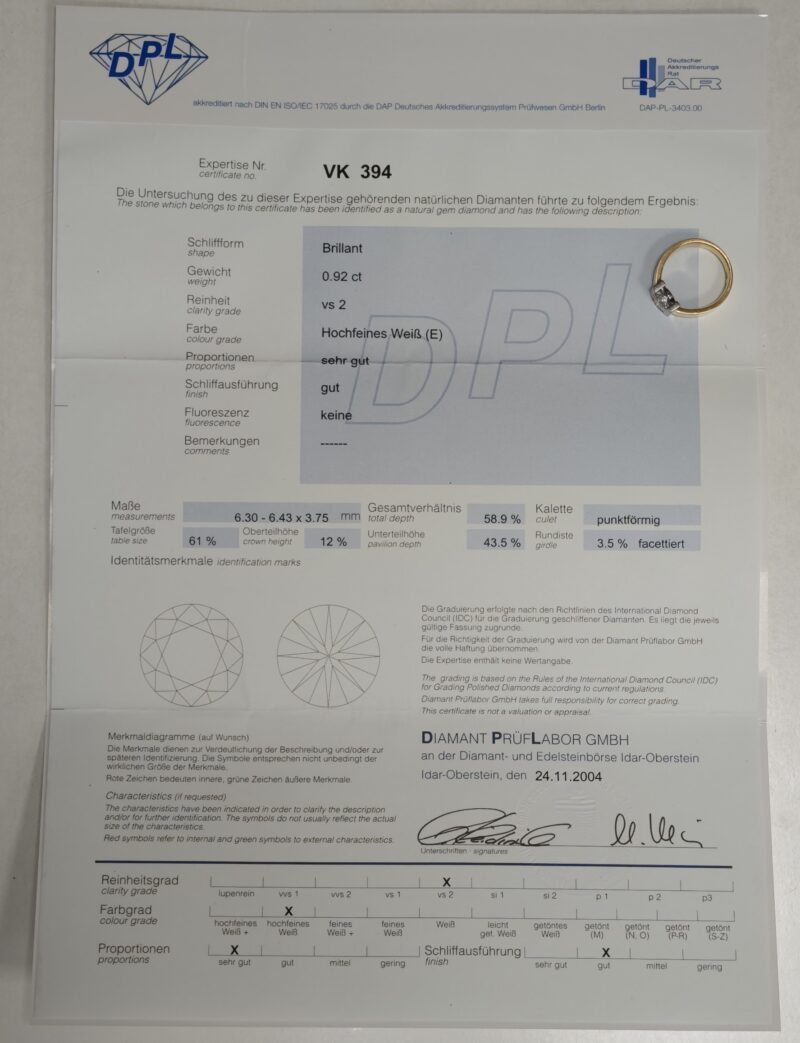 DPL
akkreditiert nach DIN EN ISO/IEC 17025 durch die DAP Deutsches Akkreditierungssystem Prüfwesen GmbH Berlin
Deutscher
Akkreditierungs
Rat
DAR
DAP-PL-3403.00
Expertise Nr.
certificate no.
VK 394
Die Untersuchung des zu dieser Expertise gehörenden natürlichen Diamanten führte zu folgendem Ergebnis:
The stone which belongs to this certificate has been identified as a natural gem diamond and has the following description:
DPL
Schliffform
shape
Brillant
Gewicht
weight
0.92 ct
Reinheit
clarity grade
vs 2
Farbe
colour grade
Hochfeines Weiß (E)
Proportionen
proportions
sehr gut
Schliffausführung
finish
gut
Fluoreszenz
fluorescence
keine
Bemerkungen
comments
------
Maße
measurements
6.30 - 6.43 x 3.75 mm
Gesamtverhältnis
total depth
58.9 %
Kalette
culet
punktförmig
Tafelgröße
table size
61 %
Oberteilhöhe
crown height
12 %
Unterteilhöhe
pavilion depth
43.5 %
Rundiste
girdle
3.5 % facettiert
Identitätsmerkmale identification marks
Die Graduierung erfolgte nach den Richtlinien des International Diamond
Council (IDC) für die Graduierung geschliffener Diamanten. Es liegt die jeweils
gültige Fassung zugrunde.
Für die Richtigkeit der Graduierung wird von der Diamant Prüflabor GmbH
die volle Haftung übernommen.
Die Expertise enthält keine Wertangabe.
The grading is based on the Rules of the International Diamond Council (IDC)
for Grading Polished Diamonds according to current regulations.
Diamant Prüflabor GmbH takes full responsibility for correct grading.
This certificate is not a valuation or appraisal.
Merkmaldiagramme (auf Wunsch)
Die Merkmale dienen zur Verdeutlichung der Beschreibung und/oder zur
späteren Identifizierung. Die Symbole entsprechen nicht unbedingt der
wirklichen Größe der Merkmale.
Rote Zeichen bedeuten innere, grüne Zeichen äußere Merkmale.
Characteristics (if requested)
The characteristics have been indicated in order to clarify the description
and/or for further identification. The symbols do not usually reflect the actual
size of the characteristics.
Red symbols refer to internal and green symbols to external characteristics.
DIAMANT PRÜFLABOR GMBH
an der Diamant- und Edelsteinbörse Idar-Oberstein
Idar-Oberstein, den 24.11.2004
Unterschriften - signatures
Reinheitsgrad
clarity grade
X
lupenrein vvs 1 vvs 2 vs 1 vs 2 si 1 si 2 p 1 p 2 p3
Farbgrad
colour grade
X
hochfeines Weiß + hochfeines Weiß feines Weiß + feines Weiß Weiß leicht get. Weiß getöntes Weiß getönt (M) getönt (N, O) getönt (P-R) getönt (S-Z)
Proportionen
proportions
X
sehr gut gut mittel gering
Schliffausführung
finish
X
sehr gut gut mittel gering